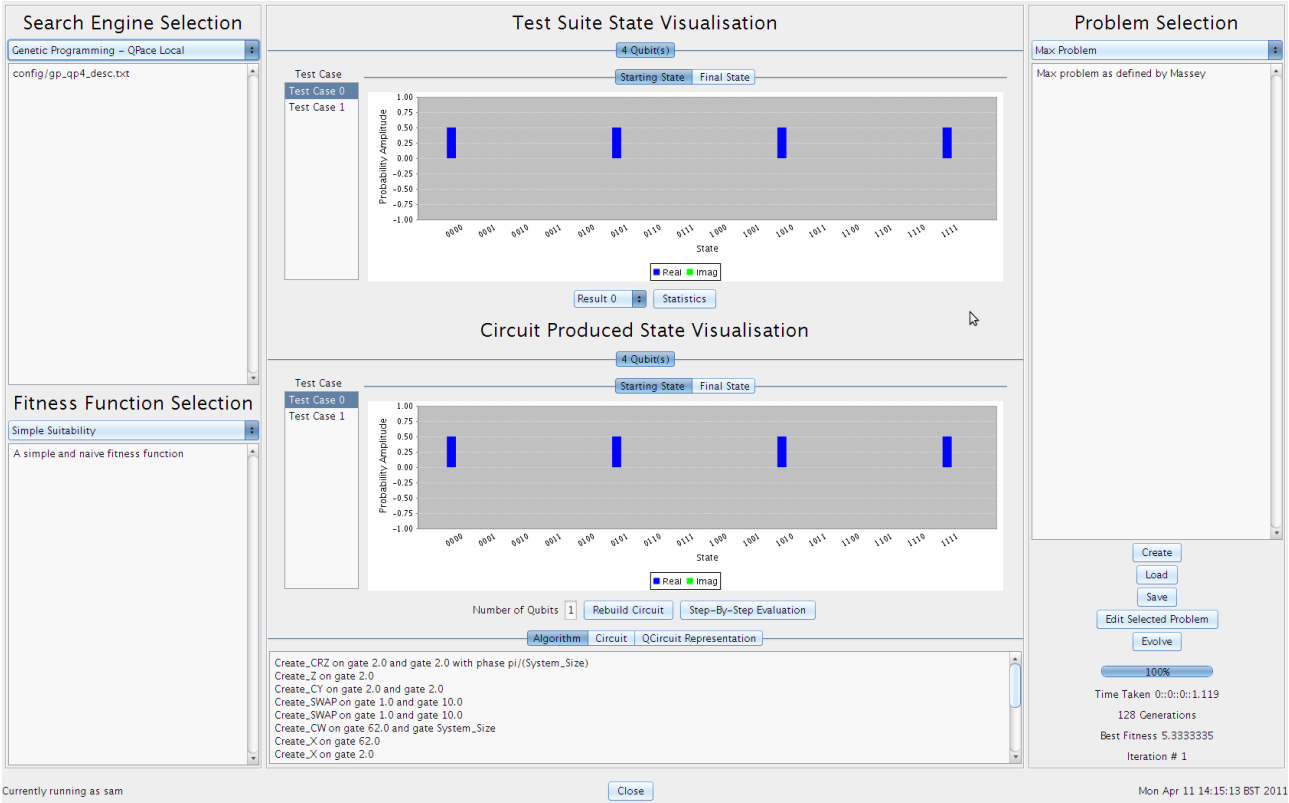 Search Engine Selection
Genetic Programming – QPace Local
config/gp_qp4_desc.txt
Fitness Function Selection
Simple Suitability
A simple and naive fitness function
Test Suite State Visualisation
4 Qubit(s)
Test Case
Test Case 0
Test Case 1
Starting State Final State
1.00
0.75
0.50
0.25
0.00
-0.25
-0.50
-0.75
-1.00
Probability Amplitude
0000 0001 0010 0011 0100 0101 0110 0111 1000 1001 1010 1011 1100 1101 1110 1111
State
Real Imag
Result 0 Statistics
Circuit Produced State Visualisation
4 Qubit(s)
Test Case
Test Case 0
Test Case 1
Starting State Final State
1.00
0.75
0.50
0.25
0.00
-0.25
-0.50
-0.75
-1.00
Probability Amplitude
0000 0001 0010 0011 0100 0101 0110 0111 1000 1001 1010 1011 1100 1101 1110 1111
State
Real Imag
Number of Qubits 1 Rebuild Circuit Step-By-Step Evaluation
Algorithm Circuit QCircuit Representation
Create_CRZ on gate 2.0 and gate 2.0 with phase pi/(System_Size)
Create_Z on gate 2.0
Create_CY on gate 2.0 and gate 2.0
Create_SWAP on gate 1.0 and gate 10.0
Create_SWAP on gate 1.0 and gate 10.0
Create_CW on gate 62.0 and gate System_Size
Create_X on gate 62.0
Create_X on gate 2.0
Problem Selection
Max Problem
Max problem as defined by Massey
Create
Load
Save
Edit Selected Problem
Evolve
100%
Time Taken 0::0::0::1.119
128 Generations
Best Fitness 5.3333335
Iteration # 1
Currently running as sam
Close
Mon Apr 11 14:15:13 BST 2011